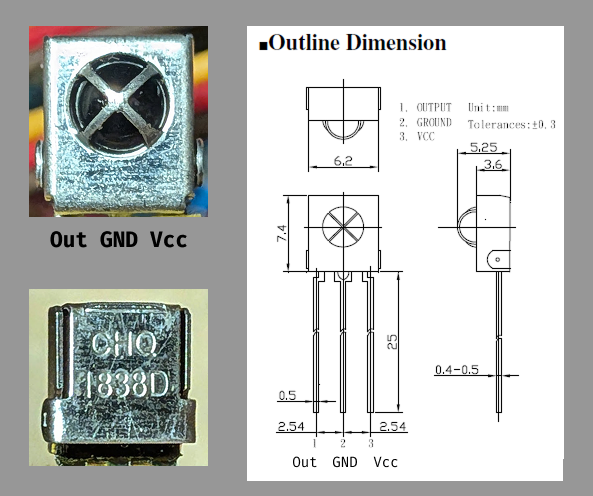 Out GND Vcc
CHQ
1838D
■Outline Dimension
1. OUTPUT Unit:mm
2. GROUND Tolerances:±0.3
3. VCC
5.25
3.6
6.2
7.4
25
0.4-0.5
0.5
2.54 2.54
1 2 3
Out GND Vcc